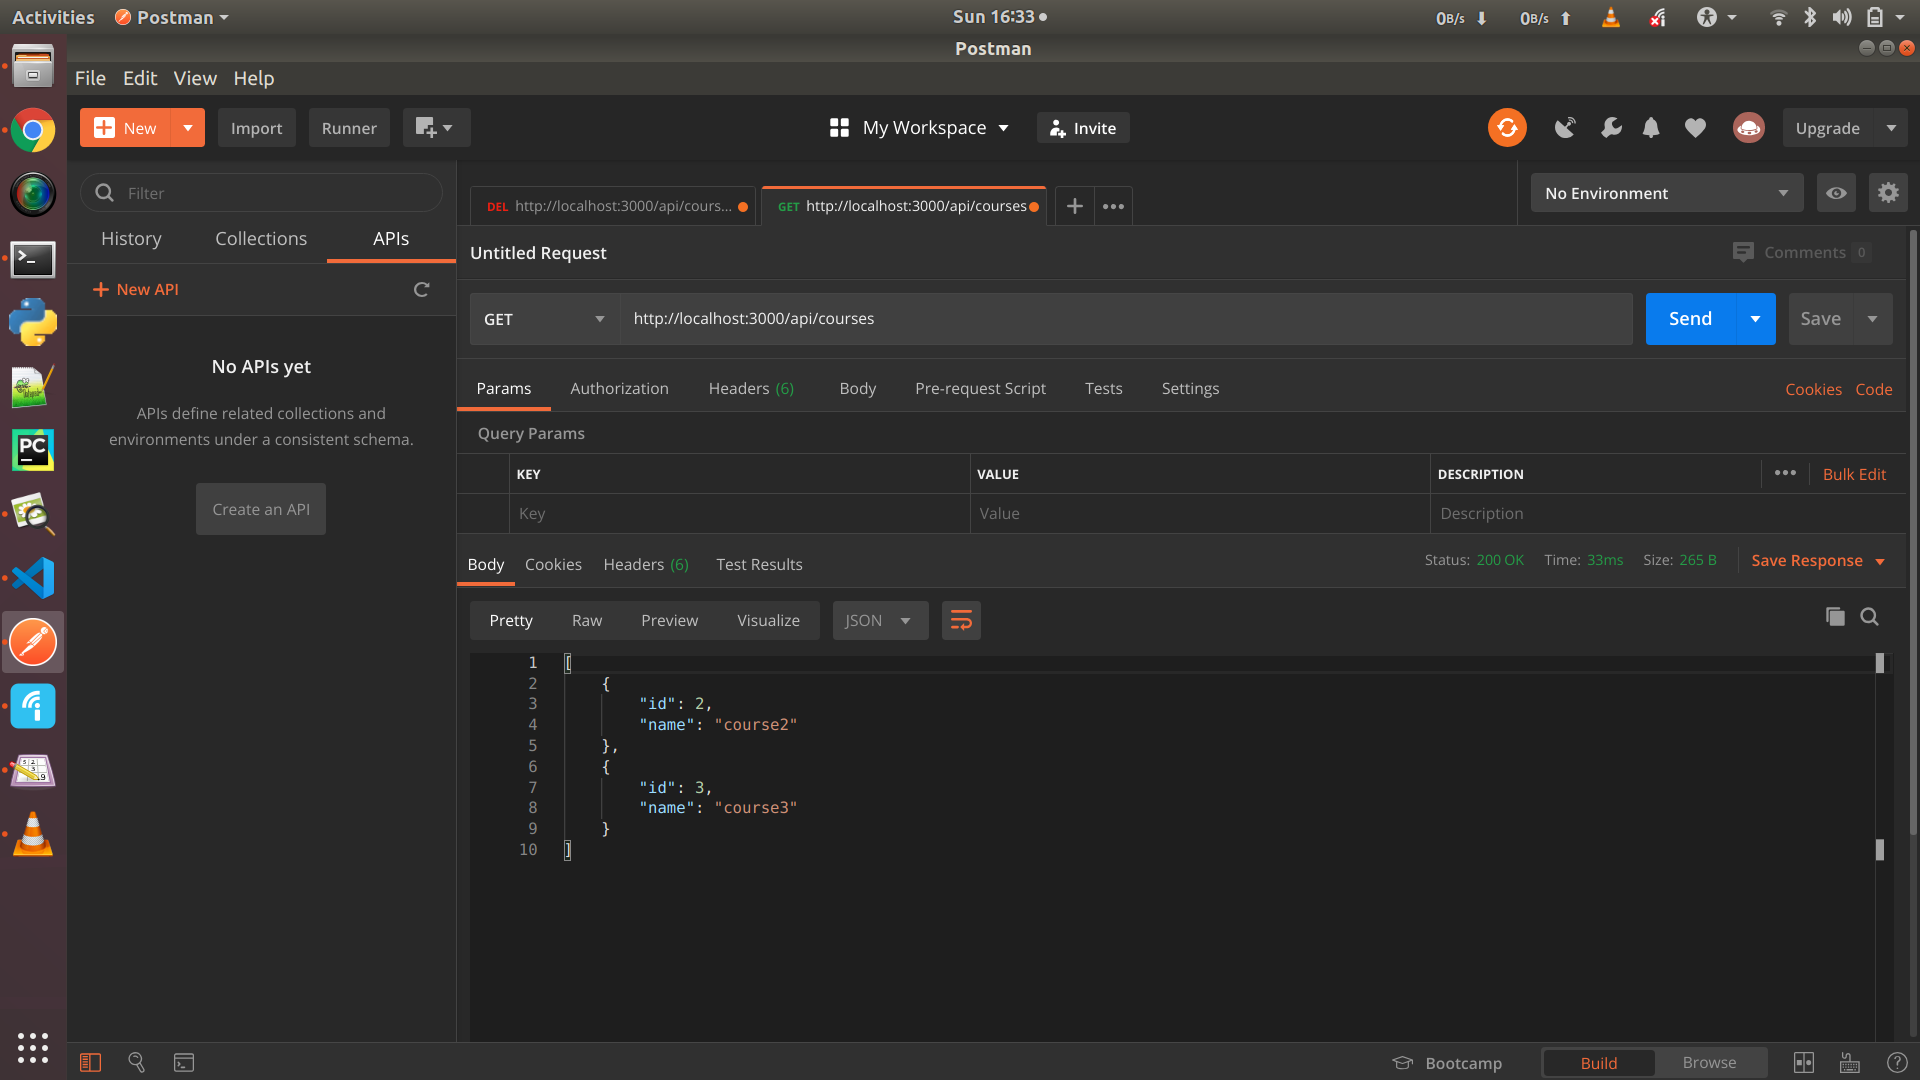 Activities Postman Sun 16:33 0B/s 0B/s
Postman
File Edit View Help
New Import Runner My Workspace Invite Upgrade
Filter
History Collections APIs
New API
No APIs yet
APIs define related collections and
environments under a consistent schema.
Create an API
DEL http://localhost:3000/api/cours... GET http://localhost:3000/api/courses
No Environment
Untitled Request Comments 0
GET http://localhost:3000/api/courses Send Save
Params Authorization Headers (6) Body Pre-request Script Tests Settings Cookies Code
Query Params
KEY VALUE DESCRIPTION Bulk Edit
Key Value Description
Body Cookies Headers (6) Test Results Status: 200 OK Time: 33ms Size: 265 B Save Response
Pretty Raw Preview Visualize JSON
1 [
2 {
3 "id": 2,
4 "name": "course2"
5 },
6 {
7 "id": 3,
8 "name": "course3"
9 }
10 ]
PC
Bootcamp Build Browse